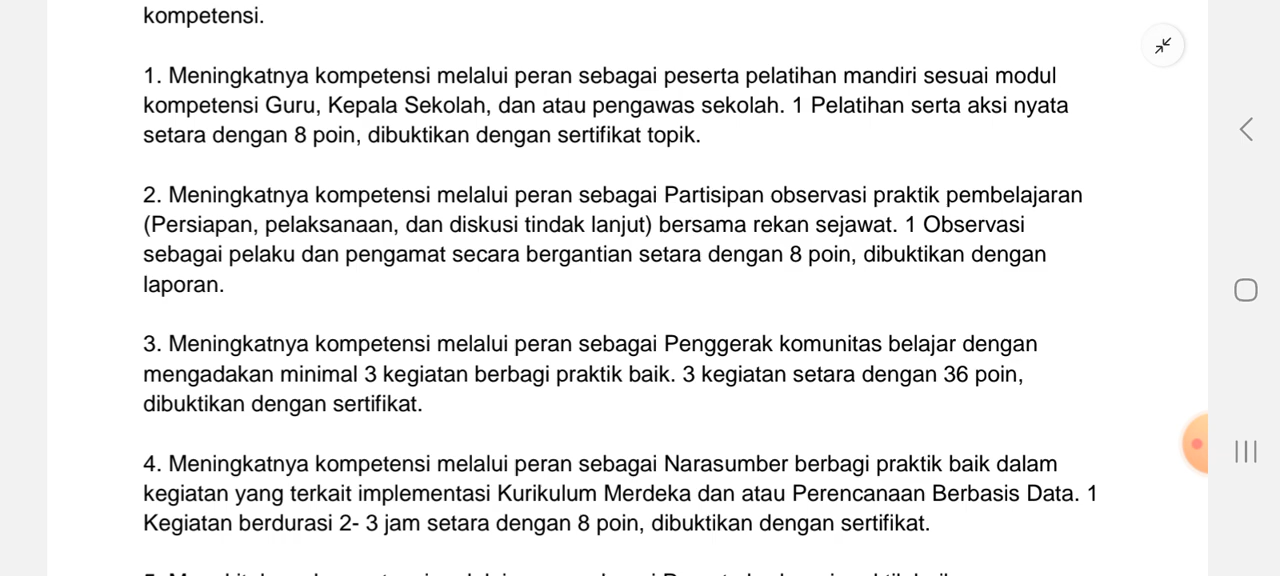 kompetensi.
1. Meningkatnya kompetensi melalui peran sebagai peserta pelatihan mandiri sesuai modul
kompetensi Guru, Kepala Sekolah, dan atau pengawas sekolah. 1 Pelatihan serta aksi nyata
setara dengan 8 poin, dibuktikan dengan sertifikat topik.
2. Meningkatnya kompetensi melalui peran sebagai Partisipan observasi praktik pembelajaran
(Persiapan, pelaksanaan, dan diskusi tindak lanjut) bersama rekan sejawat. 1 Observasi
sebagai pelaku dan pengamat secara bergantian setara dengan 8 poin, dibuktikan dengan
laporan.
3. Meningkatnya kompetensi melalui peran sebagai Penggerak komunitas belajar dengan
mengadakan minimal 3 kegiatan berbagi praktik baik. 3 kegiatan setara dengan 36 poin,
dibuktikan dengan sertifikat.
4. Meningkatnya kompetensi melalui peran sebagai Narasumber berbagi praktik baik dalam
kegiatan yang terkait implementasi Kurikulum Merdeka dan atau Perencanaan Berbasis Data. 1
Kegiatan berdurasi 2- 3 jam setara dengan 8 poin, dibuktikan dengan sertifikat.